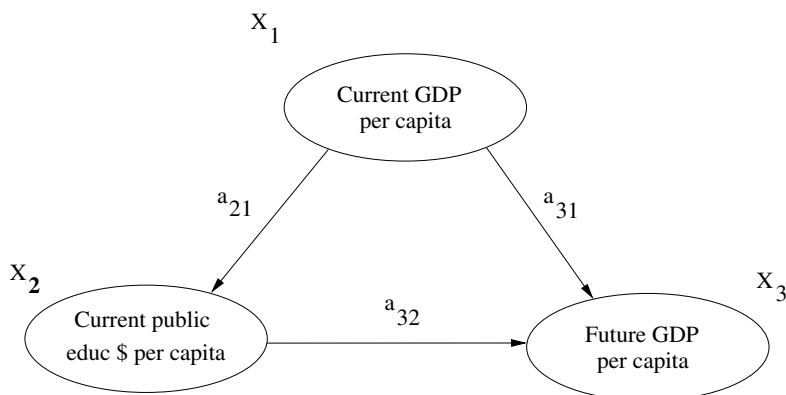 X1
Current GDP
per capita
a21
a31
X2
X3
a32
Current public
educ $ per capita
Future GDP
per capita